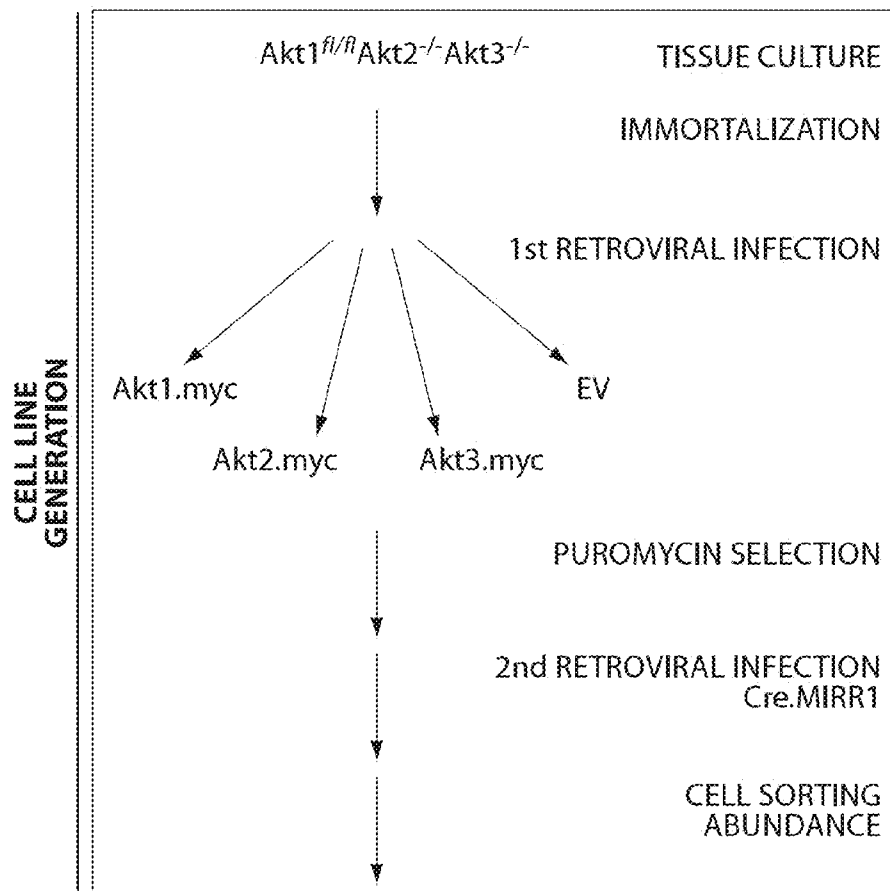 Akt1fl/flAkt2-/-Akt3-/-
TISSUE CULTURE
IMMORTALIZATION
1st RETROVIRAL INFECTION
Akt1.myc
EV
Akt2.myc
Akt3.myc
CELL LINE
GENERATION
PUROMYCIN SELECTION
2nd RETROVIRAL INFECTION
Cre.MIRR1
CELL SORTING
ABUNDANCE